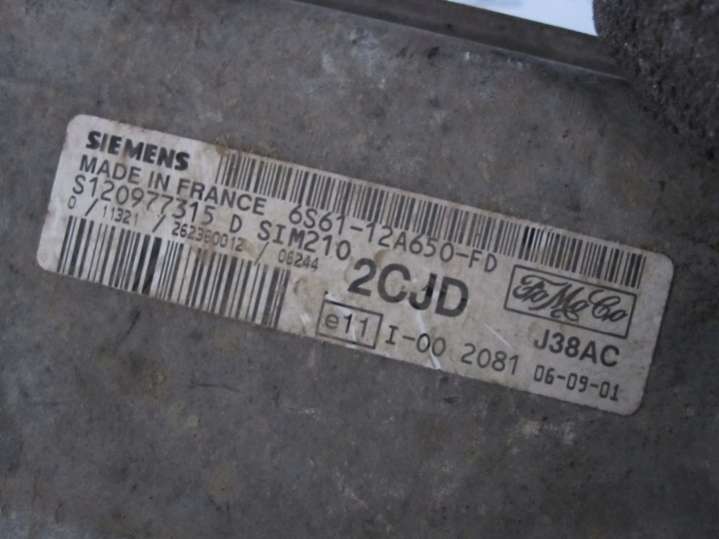 SIEMENS
MADE IN FRANCE 6S61-12A650-FD
S120977315 D SIM210
0 / 11321 / 262380012 / 06244
2CJD
FoMoCo
J38AC
e11 I-00 2081 06-09-01